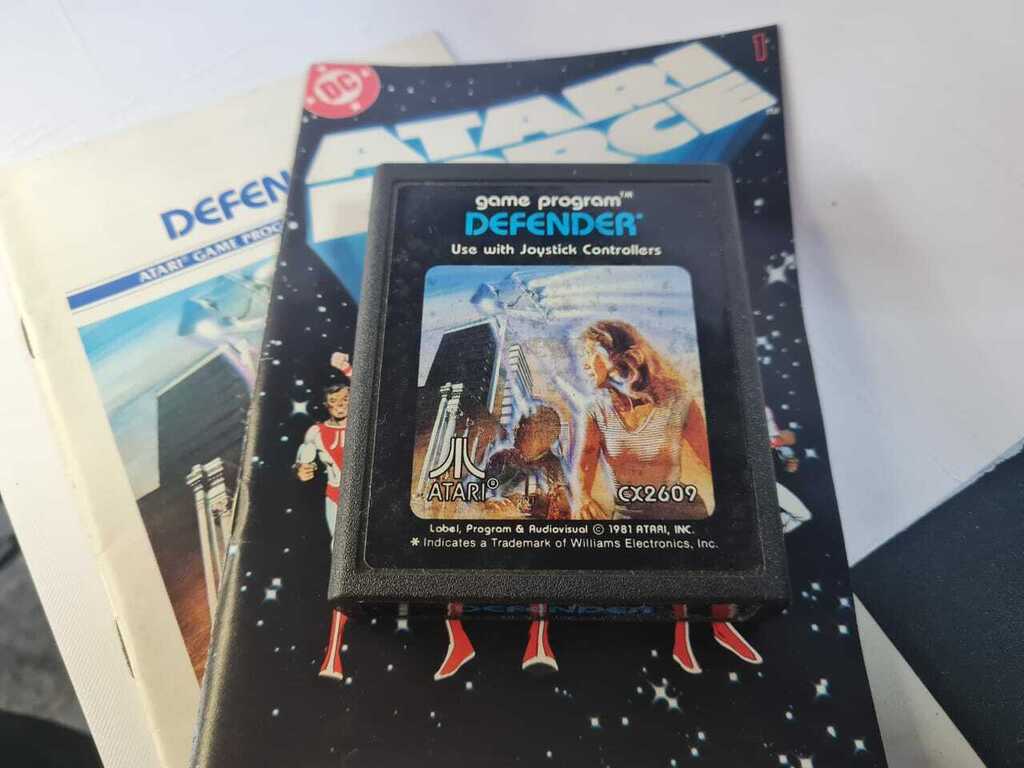 DC
ATARI
FORCE
1
DEFEN
ATARI® GAME PROG
game program™
DEFENDER*
Use with Joystick Controllers
ATARI®
CX2609
Label, Program & Audiovisual © 1981 ATARI, INC.
* Indicates a Trademark of Williams Electronics, Inc.
DEFENDER